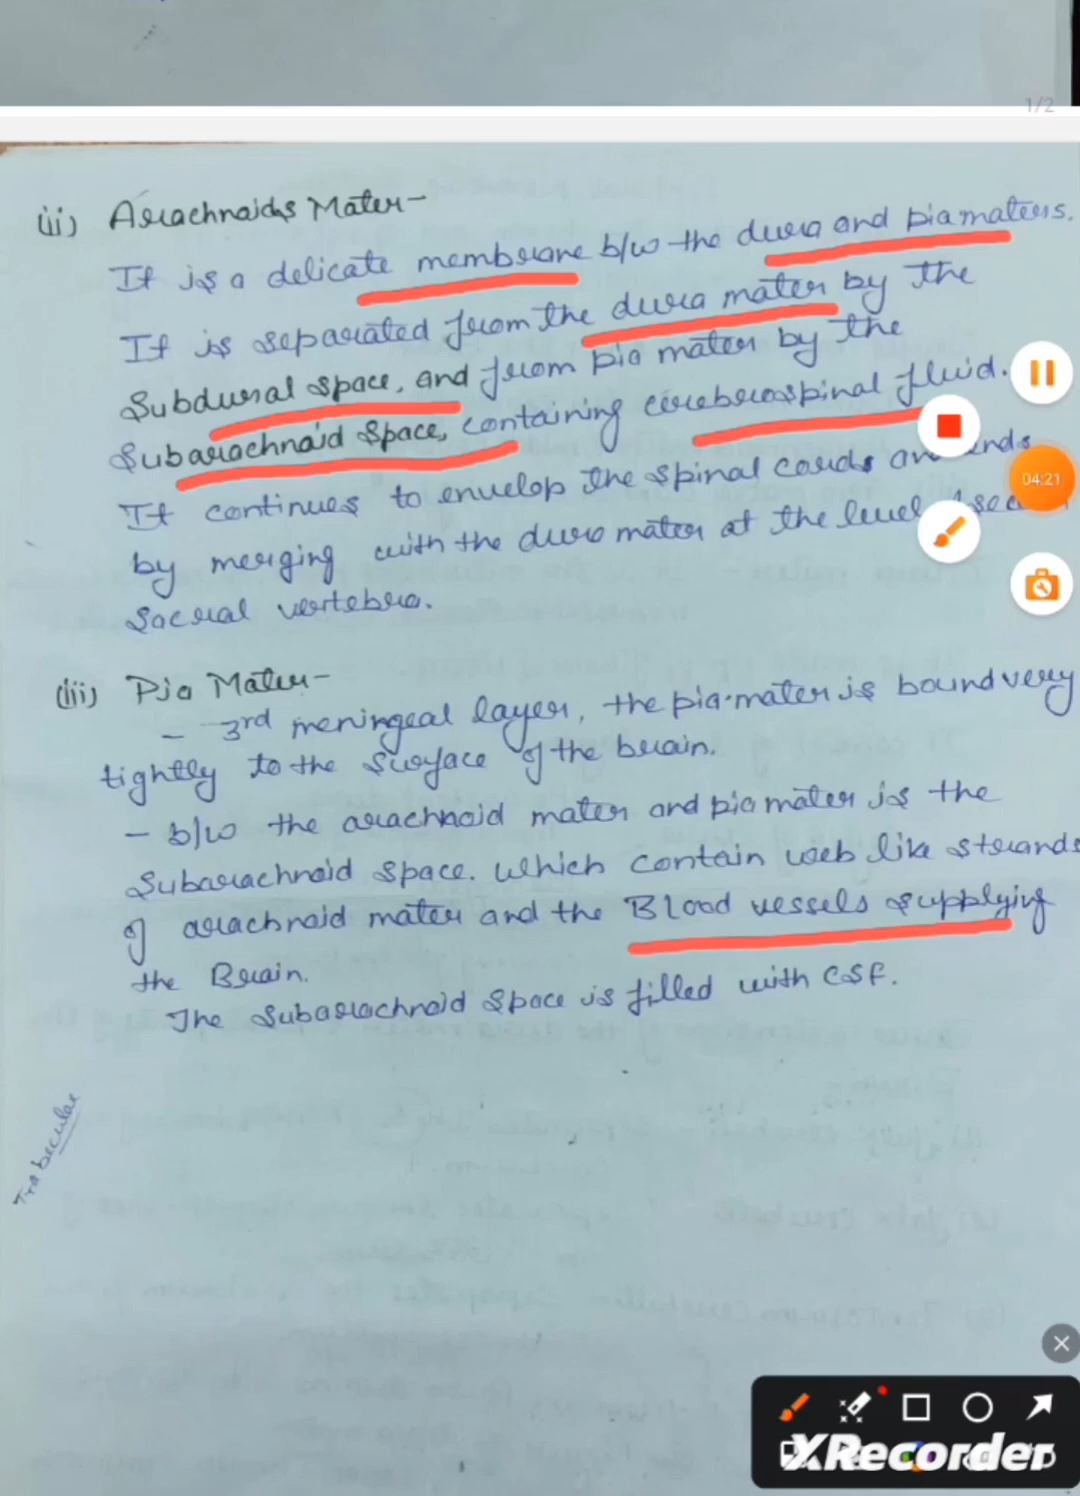 1/2
(ii) Arachnoids Mater-
It is a delicate membrane b/w the dura and pia maters.
It is separated from the dura mater by the
Subdural space, and from pia mater by the
Subarachnoid Space, containing cerebrospinal fluid.
It continues to envelop the spinal cords an ends
by merging with the dura mater at the level
Sacral vertebra.
(iii) Pia Mater-
- 3rd meningeal layer, the pia-mater is bound very
tightly to the surface of the brain.
- b/w the arachnoid mater and pia mater is the
Subarachnoid space. which contain web like strands
of arachnoid mater and the Blood vessels supplying
the Brain.
The Subarachnoid Space is filled with CSF.
Trabeculae
04:21
XRecorder